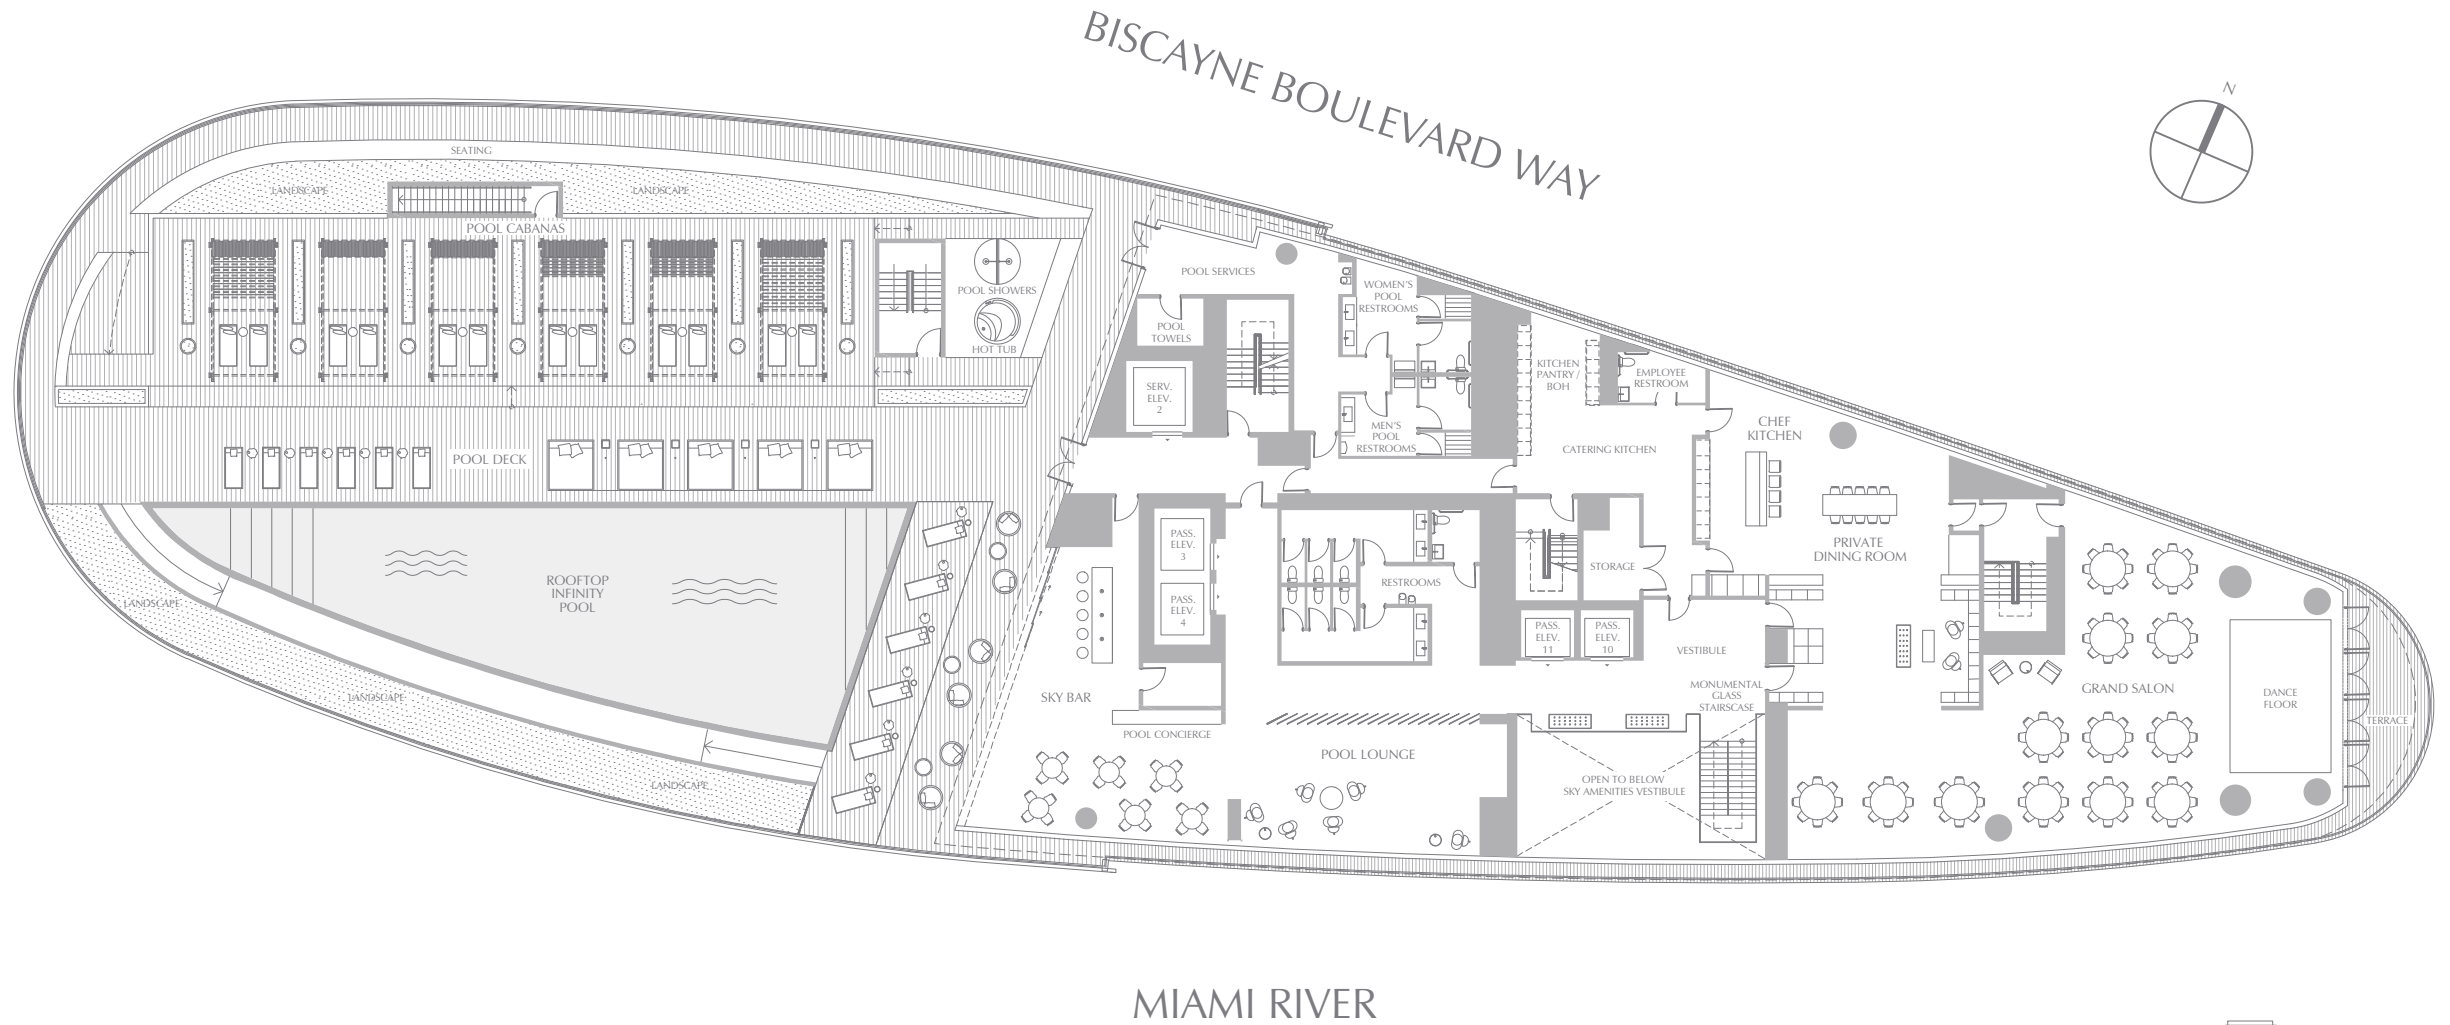 BISCAYNE BOULEVARD WAY
N
SEATING
LANDSCAPE
LANDSCAPE
POOL CABANAS
POOL SHOWERS
HOT TUB
POOL SERVICES
POOL
TOWELS
SERV.
ELEV.
2
WOMEN'S
POOL
RESTROOMS
MEN'S
POOL
RESTROOMS
KITCHEN
PANTRY /
BOH
EMPLOYEE
RESTROOM
CATERING KITCHEN
CHEF
KITCHEN
PRIVATE
DINING ROOM
POOL DECK
ROOFTOP
INFINITY
POOL
LANDSCAPE
LANDSCAPE
LANDSCAPE
PASS.
ELEV.
3
PASS.
ELEV.
4
RESTROOMS
STORAGE
PASS.
ELEV.
11
PASS.
ELEV.
10
VESTIBULE
MONUMENTAL
GLASS
STAIRSCASE
SKY BAR
POOL CONCIERGE
POOL LOUNGE
OPEN TO BELOW
SKY AMENITIES VESTIBULE
GRAND SALON
DANCE
FLOOR
TERRACE
MIAMI RIVER